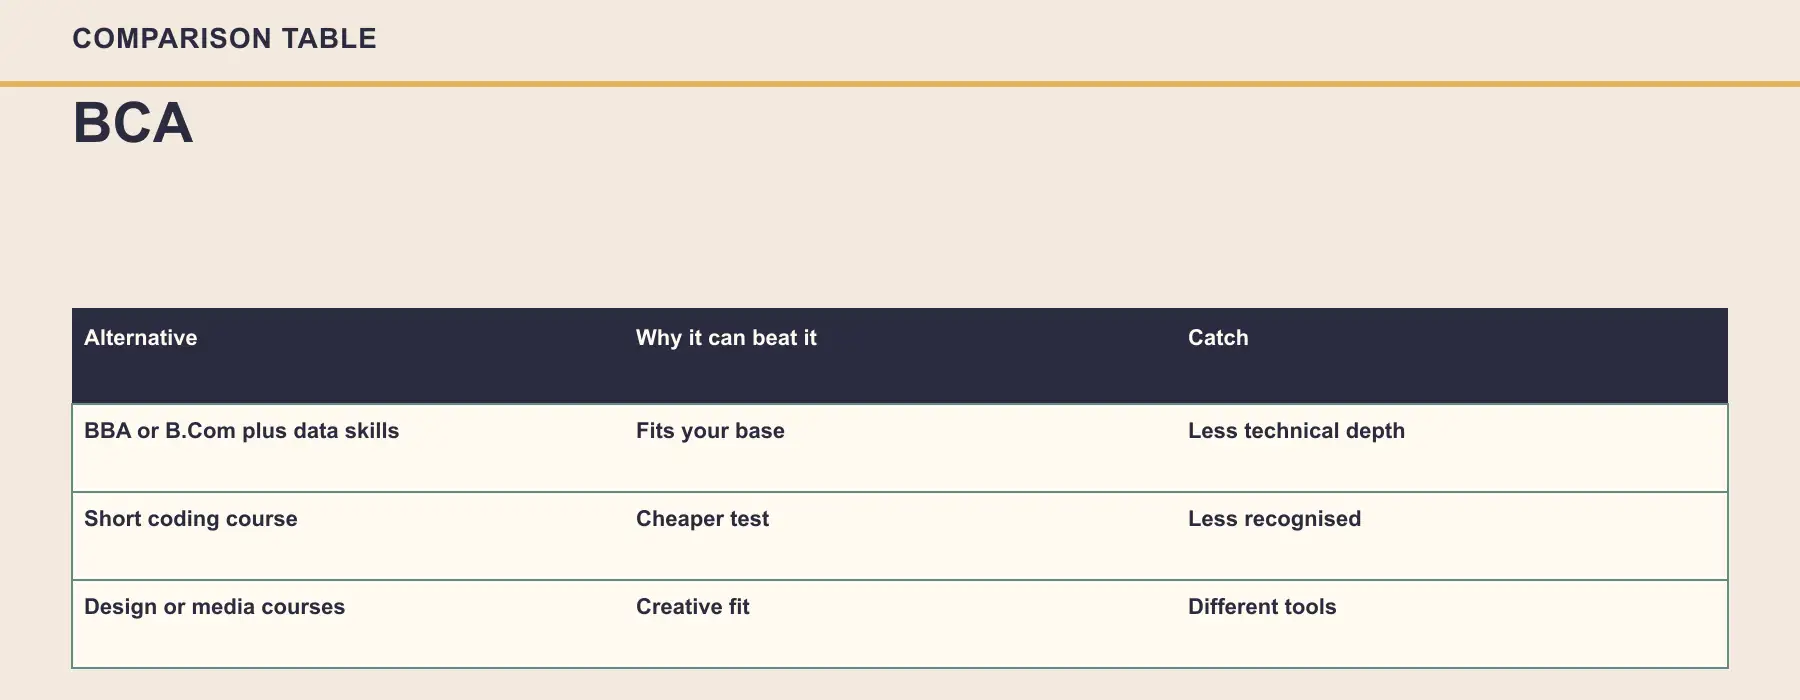 COMPARISON TABLE
BCA
Alternative Why it can beat it Catch
BBA or B.Com plus data skills Fits your base Less technical depth
Short coding course Cheaper test Less recognised
Design or media courses Creative fit Different tools